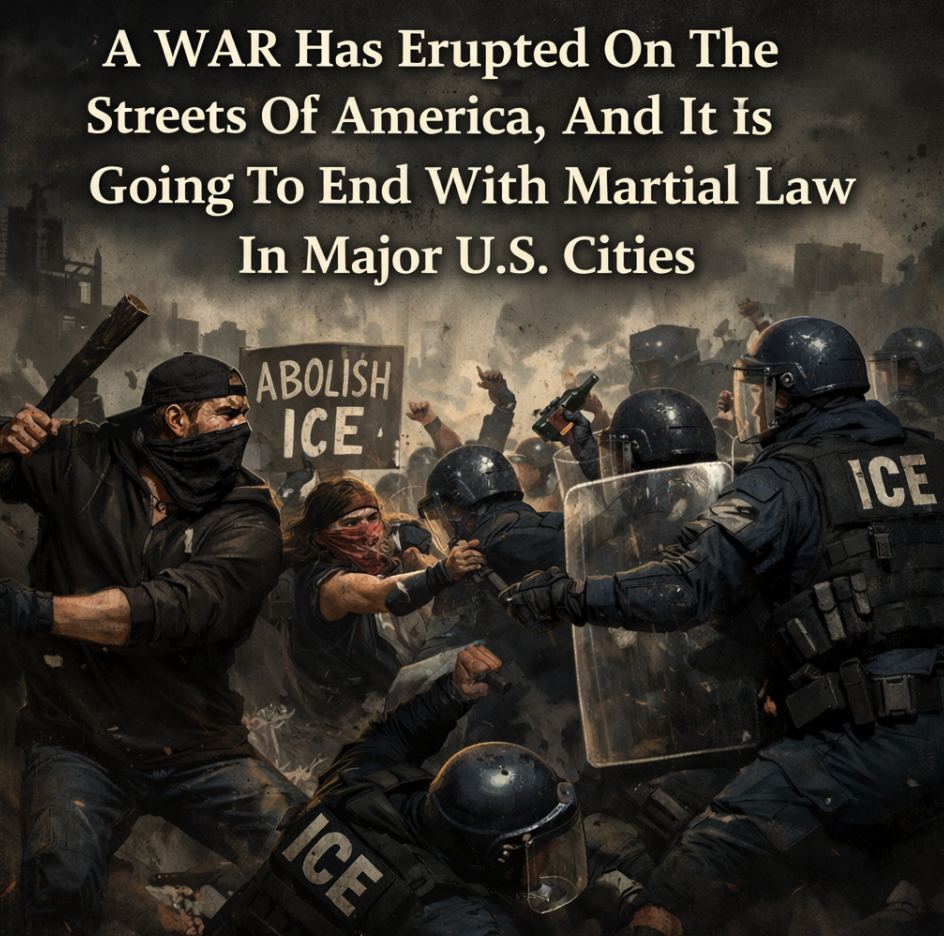 A WAR Has Erupted On The
Streets Of America, And It Is
Going To End With Martial Law
In Major U.S. Cities
ABOLISH
ICE
ICE
ICE